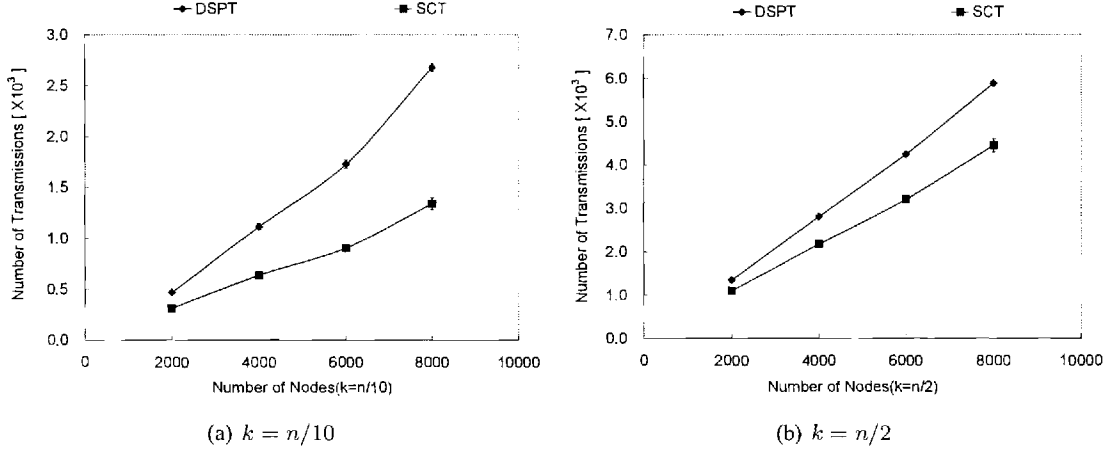 DSPT SCT
3.0
2.5
2.0
1.5
1.0
0.5
0.0
Number of Transmissions [ X10³ ]
0 2000 4000 6000 8000 10000
Number of Nodes(k=n/10)
(a) k = n/10
DSPT SCT
7.0
6.0
5.0
4.0
3.0
2.0
1.0
0.0
Number of Transmissions [ X10³ ]
0 2000 4000 6000 8000 10000
Number of Nodes(k=n/2)
(b) k = n/2